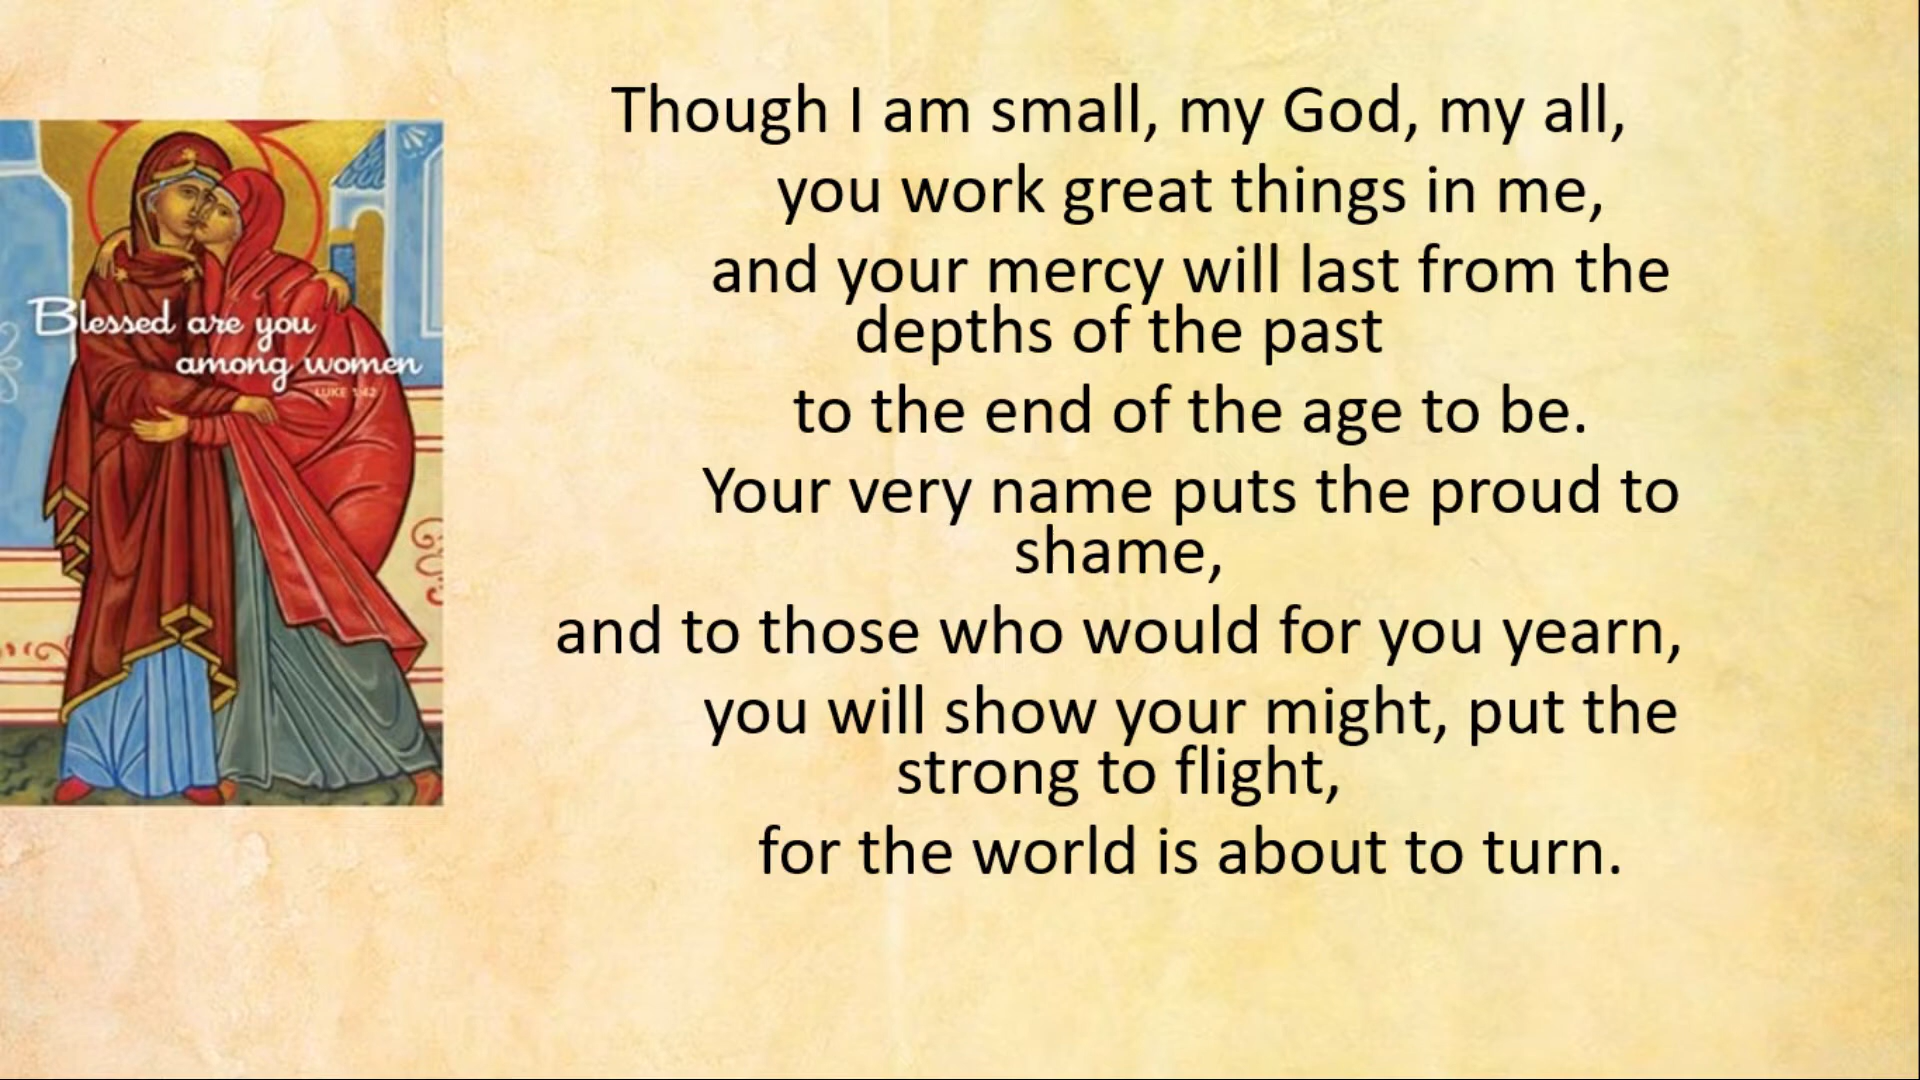 Blessed are you
among women
LUKE 1:42
Though I am small, my God, my all,
you work great things in me,
and your mercy will last from the
depths of the past
to the end of the age to be.
Your very name puts the proud to
shame,
and to those who would for you yearn,
you will show your might, put the
strong to flight,
for the world is about to turn.